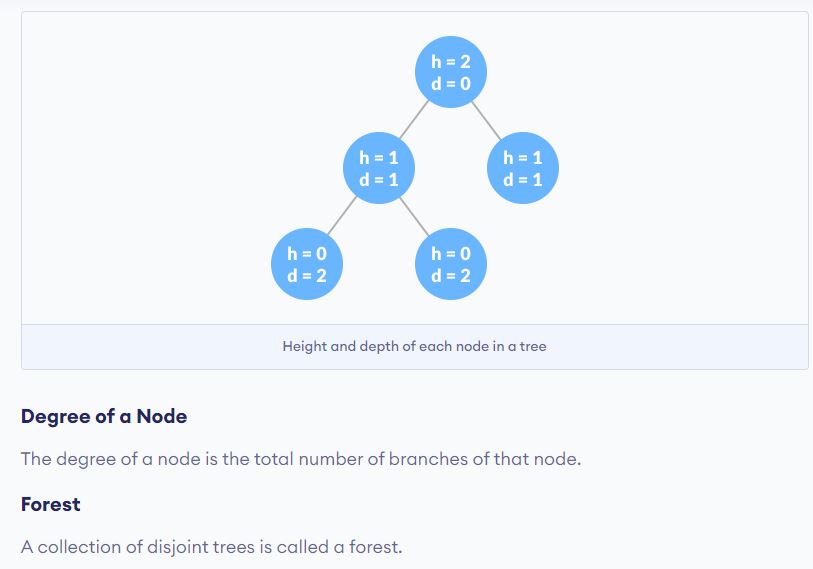 h = 2
d = 0
h = 1
d = 1
h = 1
d = 1
h = 0
d = 2
h = 0
d = 2
Height and depth of each node in a tree
Degree of a Node
The degree of a node is the total number of branches of that node.
Forest
A collection of disjoint trees is called a forest.